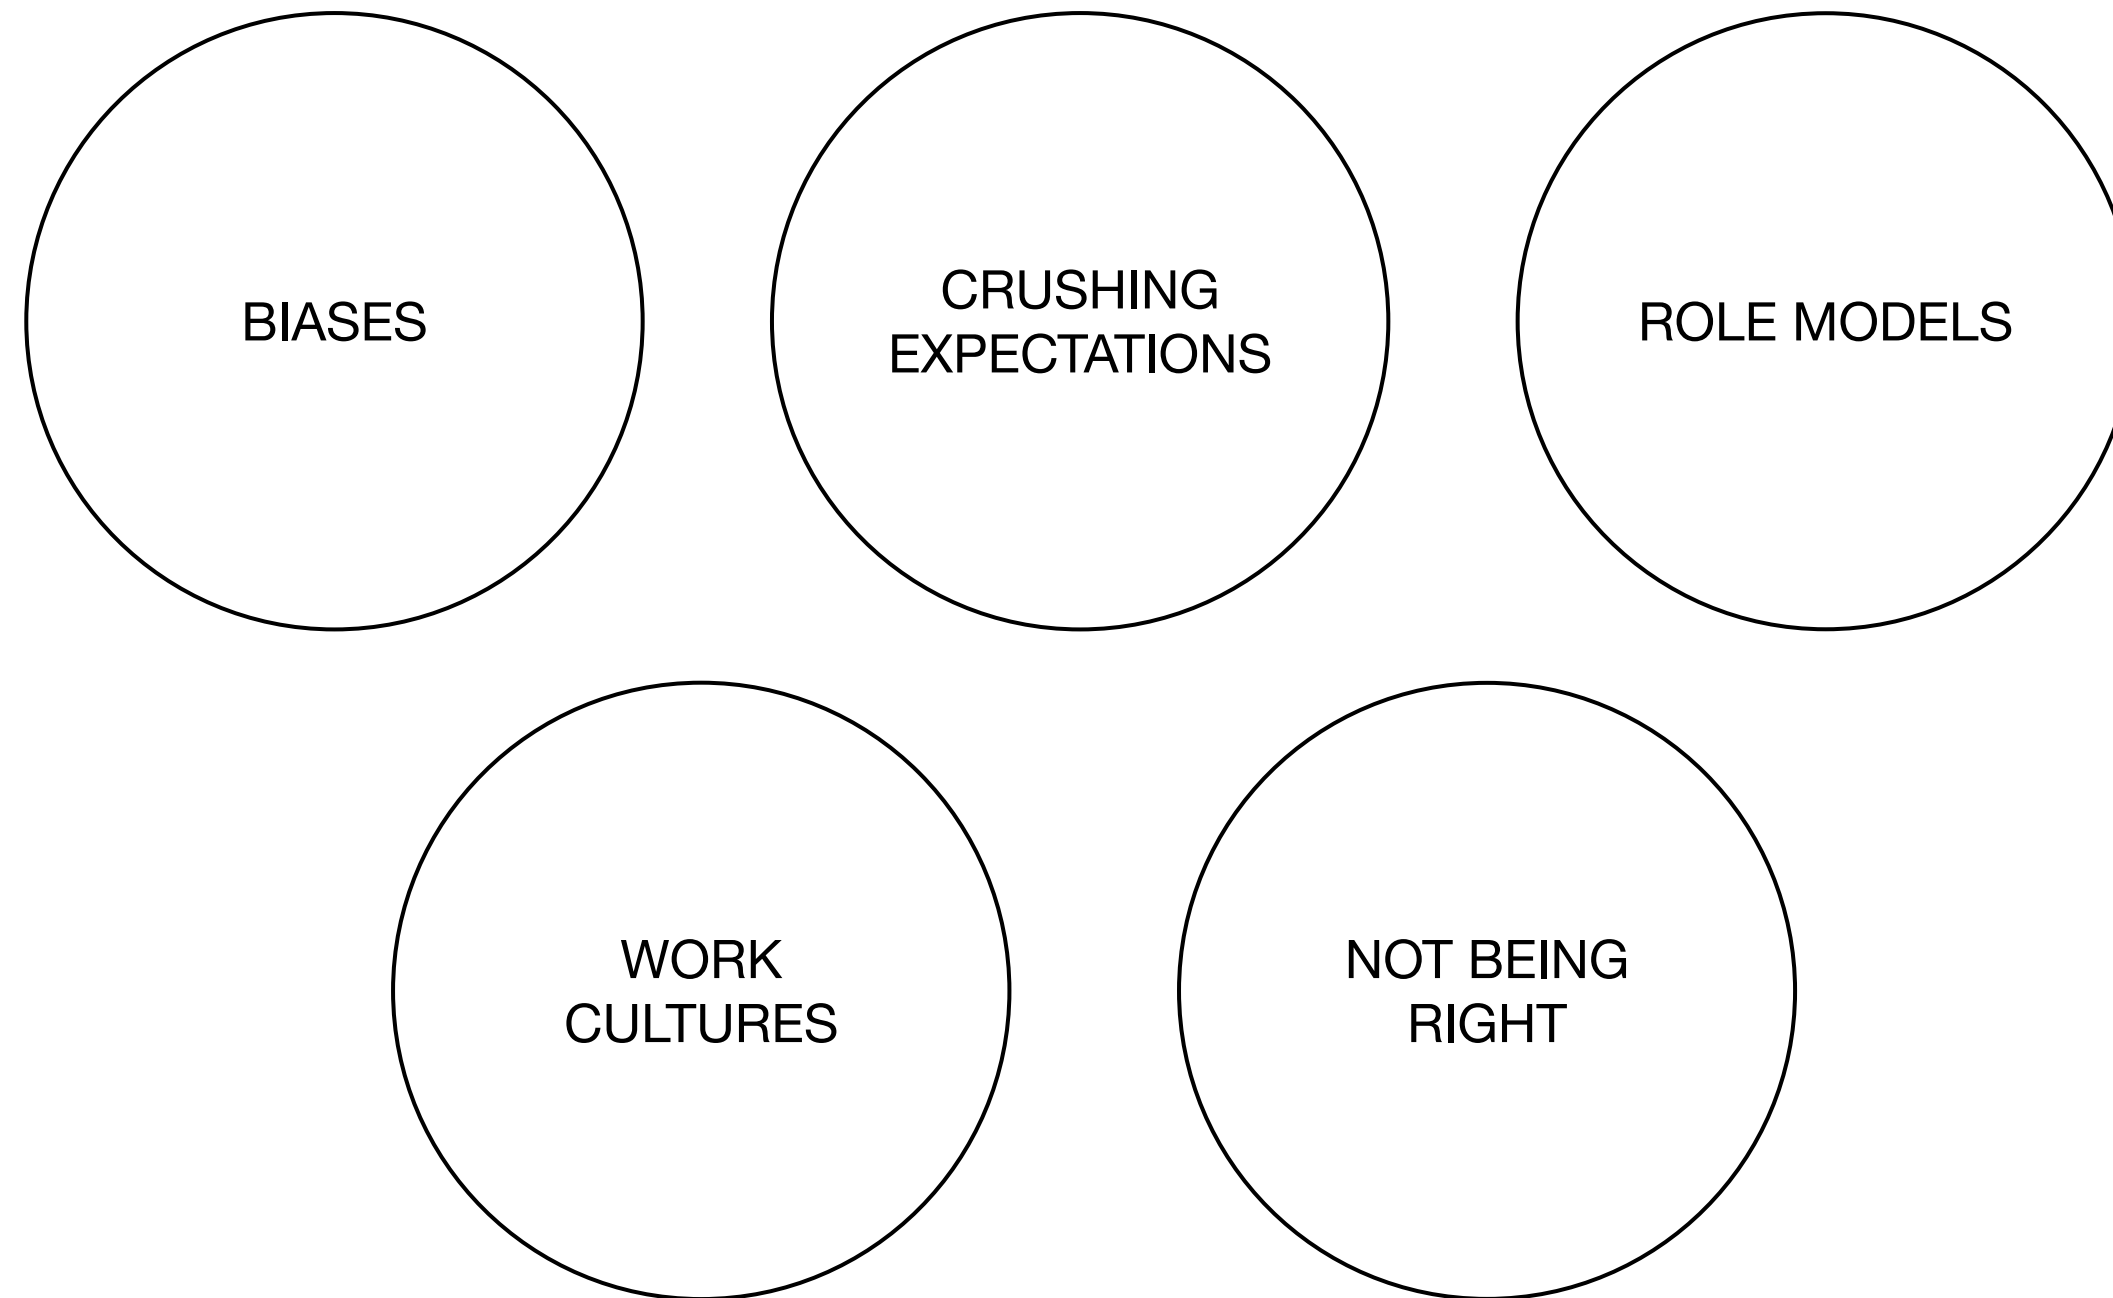 BIASES
CRUSHING
EXPECTATIONS
ROLE MODELS
WORK
CULTURES
NOT BEING
RIGHT